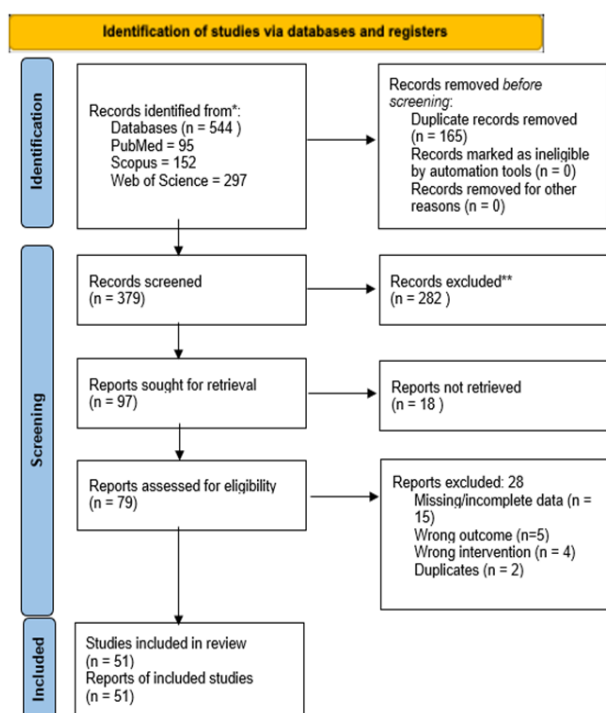 Identification of studies via databases and registers
Identification
Records identified from*:
Databases (n = 544 )
PubMed = 95
Scopus = 152
Web of Science = 297
Records removed before
screening:
Duplicate records removed
(n = 165)
Records marked as ineligible
by automation tools (n = 0)
Records removed for other
reasons (n = 0)
Screening
Records screened
(n = 379)
Records excluded**
(n = 282 )
Reports sought for retrieval
(n = 97)
Reports not retrieved
(n = 18 )
Reports assessed for eligibility
(n = 79)
Reports excluded: 28
Missing/incomplete data (n =
15)
Wrong outcome (n=5)
Wrong intervention (n = 4)
Duplicates (n = 2)
Included
Studies included in review
(n = 51)
Reports of included studies
(n = 51)